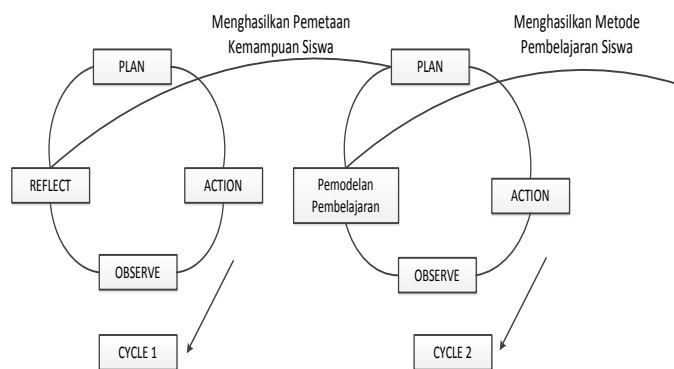 Menghasilkan Pemetaan
Kemampuan Siswa
Menghasilkan Metode
Pembelajaran Siswa
PLAN
PLAN
REFLECT
ACTION
Pemodelan
Pembelajaran
ACTION
OBSERVE
OBSERVE
CYCLE 1
CYCLE 2